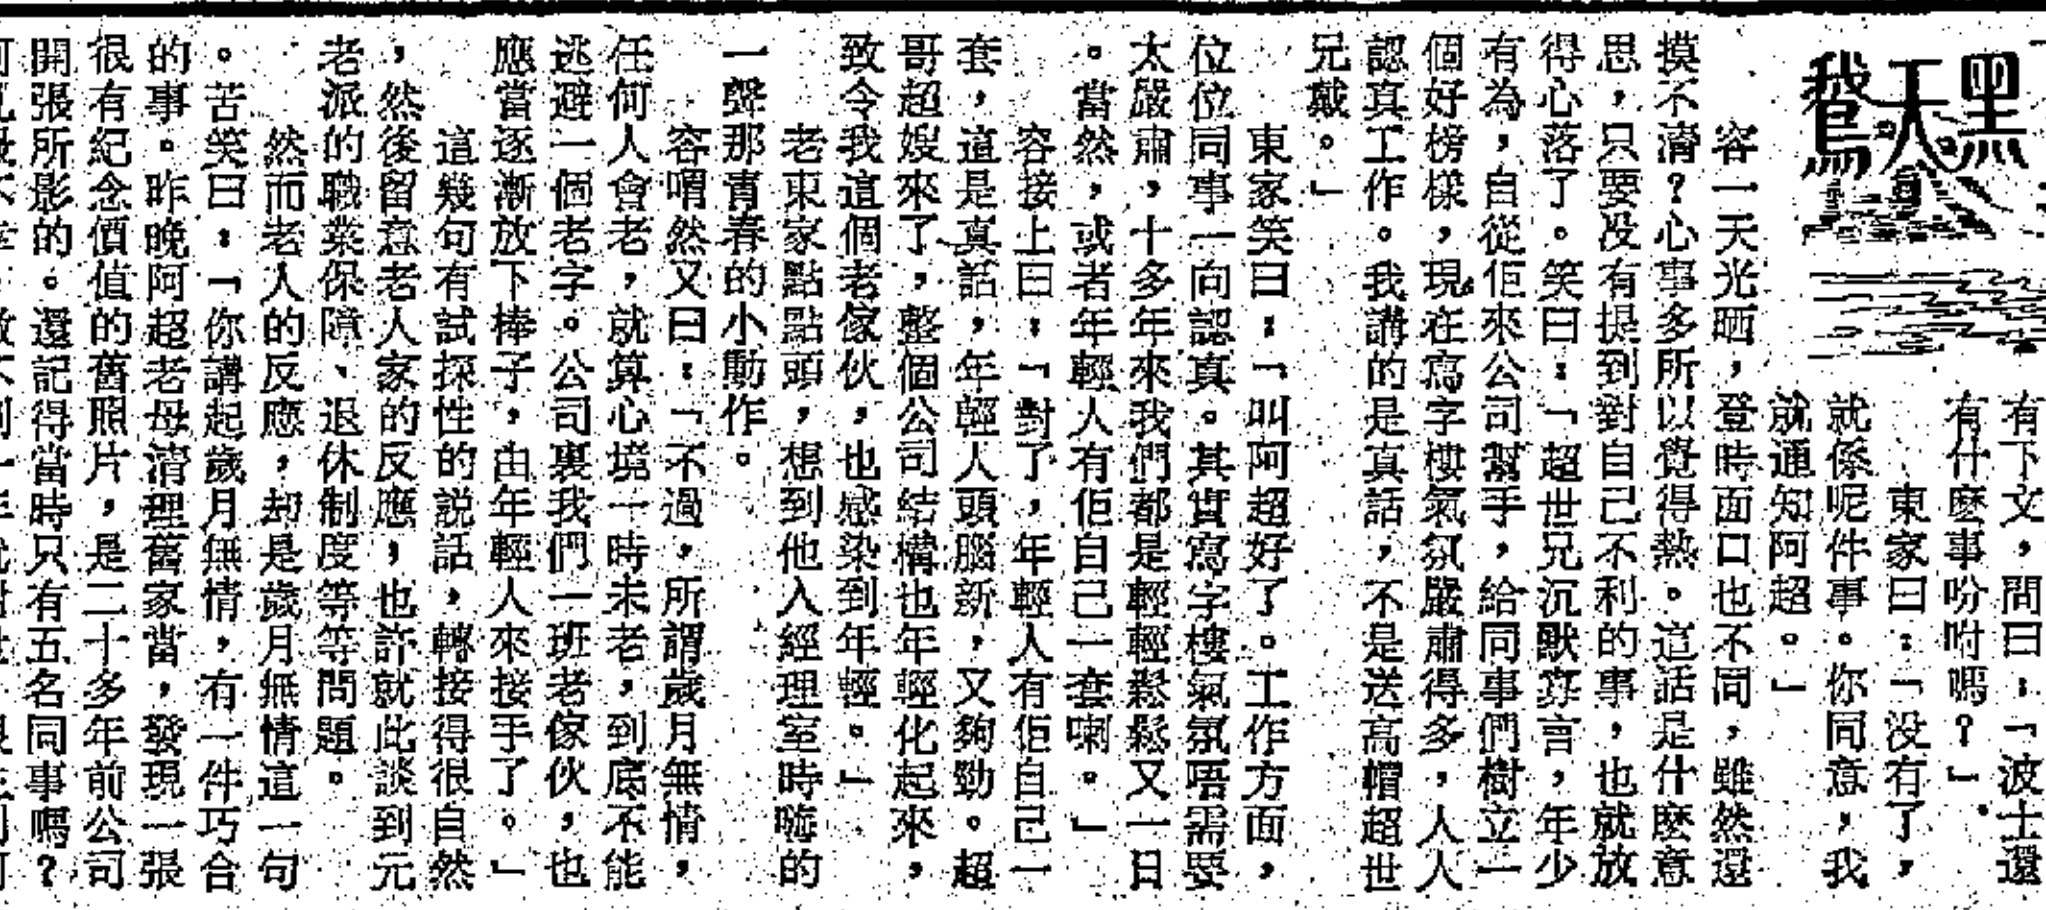 黑天鵞
有下文，問曰：「波士還
有什麽事吩咐嗎？」
東家曰：「没有了，
就係呢件事。你同意，我
就通知阿超。」
容一天光晒，登時面口也不同，雖然還
摸不清？心事多所以覺得熱。這話是什麽意
思，只要没有提到對自己不利的事，也就放
得心落了。笑曰：「超世兄沉默寡言，年少
有為，自從佢來公司幫手，給同事們樹立一
個好榜樣，現在寫字樓氣氛嚴肅得多，人人
認真工作。我講的是真話，不是送高帽超世
兄戴。」
東家笑曰：「叫阿超好了。工作方面，
位位同事一向認真。其實寫字樓氣氛唔需要
太嚴肅，十多年來我們都是輕輕鬆鬆又一日
。當然，或者年輕人有佢自己一套喇。」
容接上曰：「對了，年輕人有佢自己一
套，這是真話，年輕人頭腦新，又夠勁。超
哥超嫂來了，整個公司結構也年輕化起來，
致令我這個老傢伙，也感染到年輕。」
老東家點點頭，想到他入經理室時嗨的
一聲那青春的小動作。
容喟然又曰：「不過，所謂歲月無情，
任何人會老，就算心境一時未老，到底不能
逃避一個老字。公司裏我們一班老傢伙，也
應當逐漸放下棒子，由年輕人來接手了。」
這幾句有試探性的説話，轉接得很自然
，然後留意老人家的反應，也許就此談到元
老派的職業保障、退休制度等等問題。
然而老人的反應，却是歲月無情這一句
。苦笑曰：「你講起歲月無情，有一件巧合
的事。昨晚阿超老母清理舊家當，發現一張
很有紀念價值的舊照片，是二十多年前公司
開張所影的。還記得當時只有五名同事嗎？